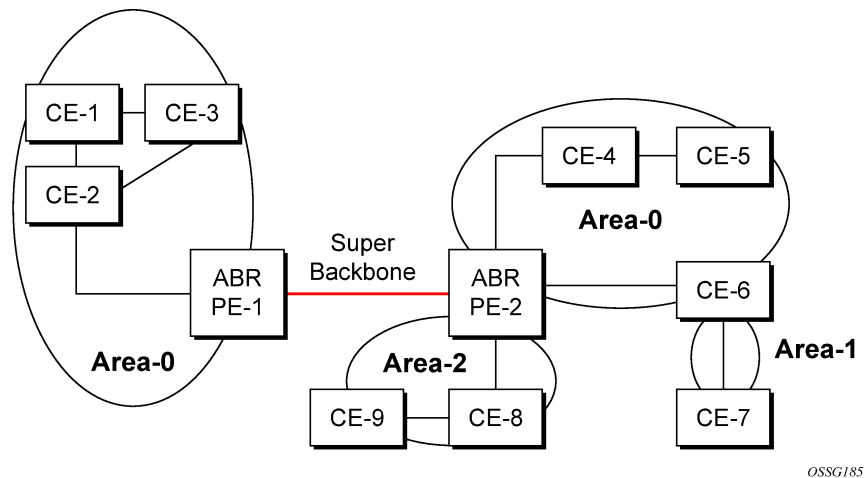 CE-1
CE-3
CE-2
ABR
PE-1
Area-0
Super
Backbone
CE-4
CE-5
Area-0
ABR
PE-2
CE-6
Area-2
Area-1
CE-9
CE-8
CE-7
OSSG185